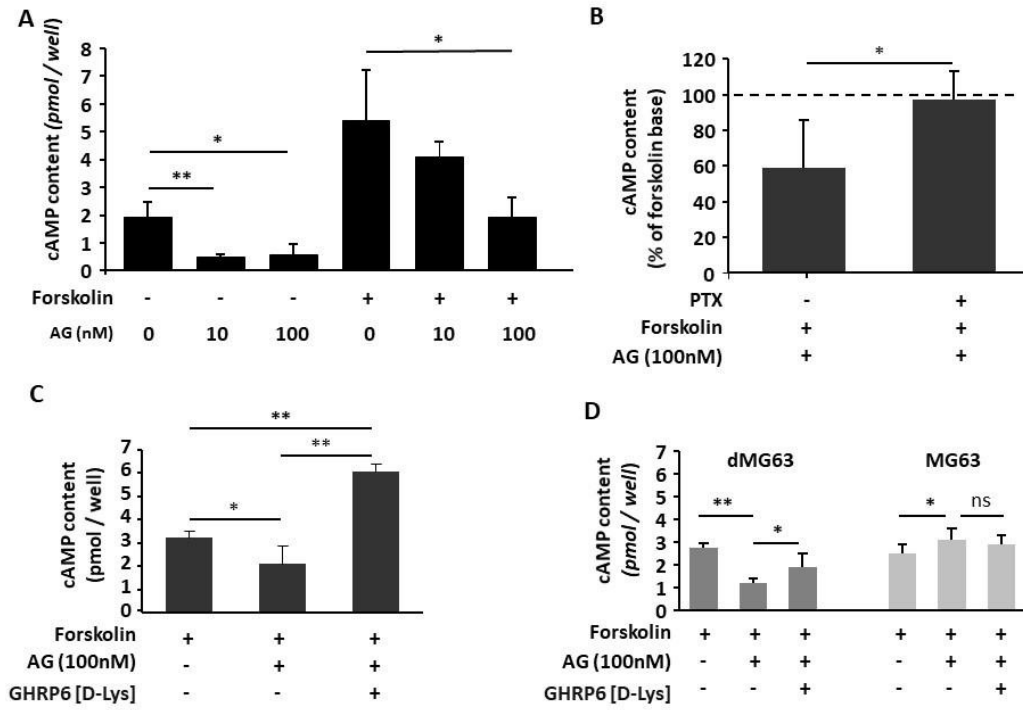 A
cAMP content (pmol / well)
8
7
6
5
4
3
2
1
0
*
**
*
Forskolin - - - + + +
AG (nM) 0 10 100 0 10 100
B
cAMP content
(% of forskolin base)
120
100
80
60
40
20
0
*
PTX - +
Forskolin + +
AG (100nM) + +
C
cAMP content
(pmol / well)
7
6
5
4
3
2
1
0
**
**
*
Forskolin + + +
AG (100nM) - + +
GHRP6 [D-Lys] - - +
D
cAMP content
(pmol / well)
7
6
5
4
3
2
1
0
dMG63 MG63
** * * ns
Forskolin + + + + + +
AG (100nM) - + + - + +
GHRP6 [D-Lys] - - + - - +